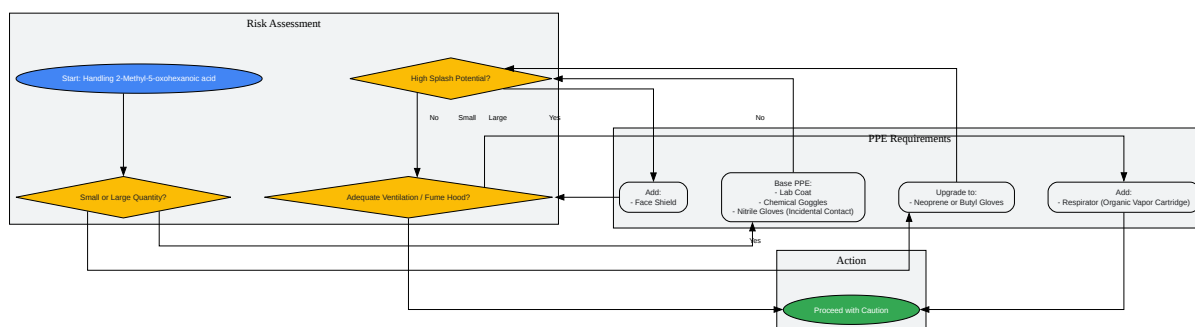 Risk Assessment
Start: Handling 2-Methyl-5-oxohexanoic acid
High Splash Potential?
No
Small
Large
Yes
No
PPE Requirements
Small or Large Quantity?
Adequate Ventilation / Fume Hood?
Add:
- Face Shield
Base PPE:
- Lab Coat
- Chemical Goggles
- Nitrile Gloves (Incidental Contact)
Upgrade to:
- Neoprene or Butyl Gloves
Add:
- Respirator (Organic Vapor Cartridge)
Yes
Action
Proceed with Caution